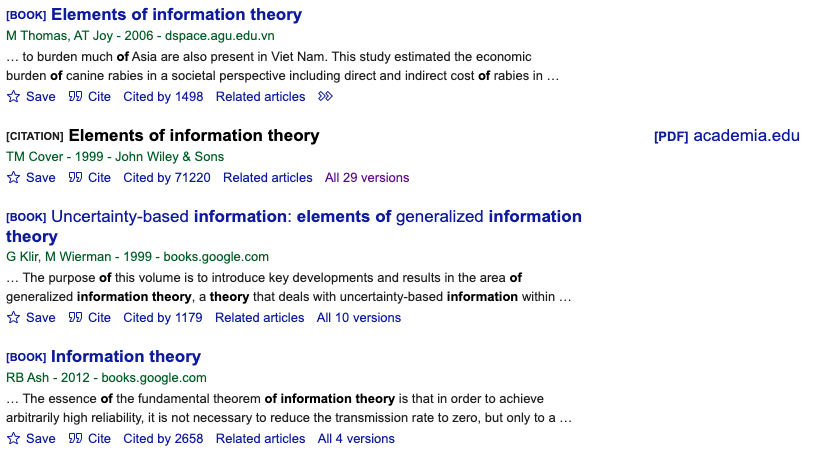 [BOOK] Elements of information theory
M Thomas, AT Joy - 2006 - dspace.agu.edu.vn
… to burden much of Asia are also present in Viet Nam. This study estimated the economic
burden of canine rabies in a societal perspective including direct and indirect cost of rabies in …
Save Cite Cited by 1498 Related articles
[CITATION] Elements of information theory [PDF] academia.edu
TM Cover - 1999 - John Wiley & Sons
Save Cite Cited by 71220 Related articles All 29 versions
[BOOK] Uncertainty-based information: elements of generalized information
theory
G Klir, M Wierman - 1999 - books.google.com
… The purpose of this volume is to introduce key developments and results in the area of
generalized information theory, a theory that deals with uncertainty-based information within …
Save Cite Cited by 1179 Related articles All 10 versions
[BOOK] Information theory
RB Ash - 2012 - books.google.com
… The essence of the fundamental theorem of information theory is that in order to achieve
arbitrarily high reliability, it is not necessary to reduce the transmission rate to zero, but only to a …
Save Cite Cited by 2658 Related articles All 4 versions